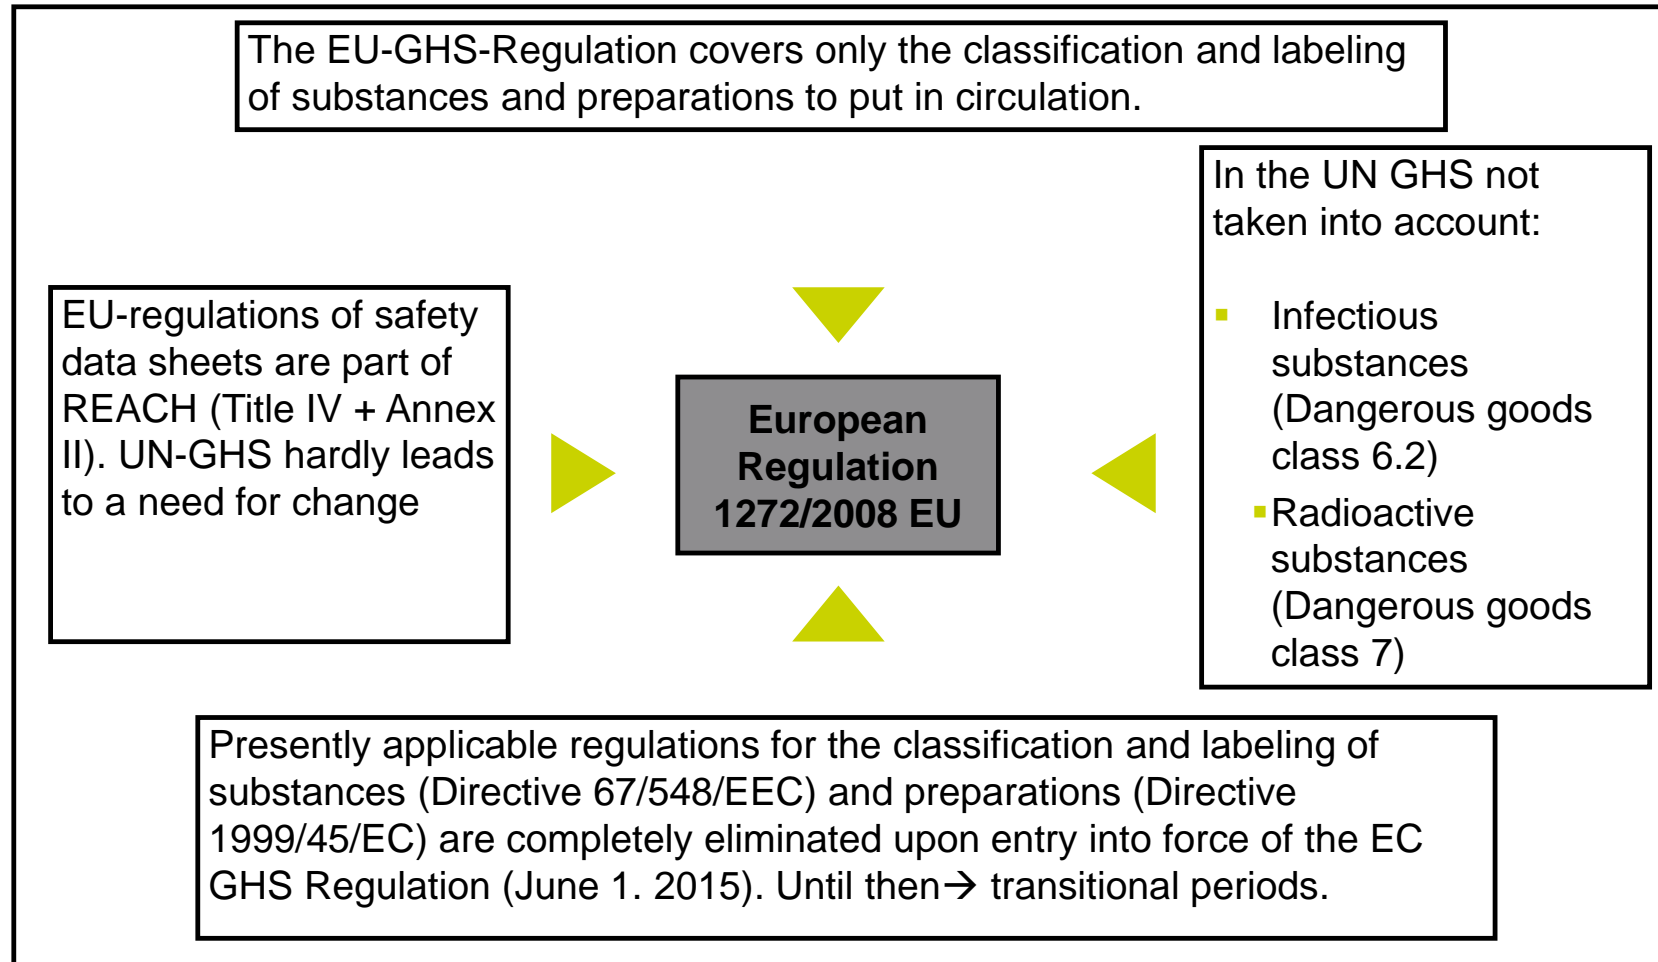 The EU-GHS-Regulation covers only the classification and labeling
of substances and preparations to put in circulation.
In the UN GHS not
taken into account:
▪ Infectious
substances
(Dangerous goods
class 6.2)
▪ Radioactive
substances
(Dangerous goods
class 7)
EU-regulations of safety
data sheets are part of
REACH (Title IV + Annex
II). UN-GHS hardly leads
to a need for change
European
Regulation
1272/2008 EU
Presently applicable regulations for the classification and labeling of
substances (Directive 67/548/EEC) and preparations (Directive
1999/45/EC) are completely eliminated upon entry into force of the EC
GHS Regulation (June 1. 2015). Until then→ transitional periods.